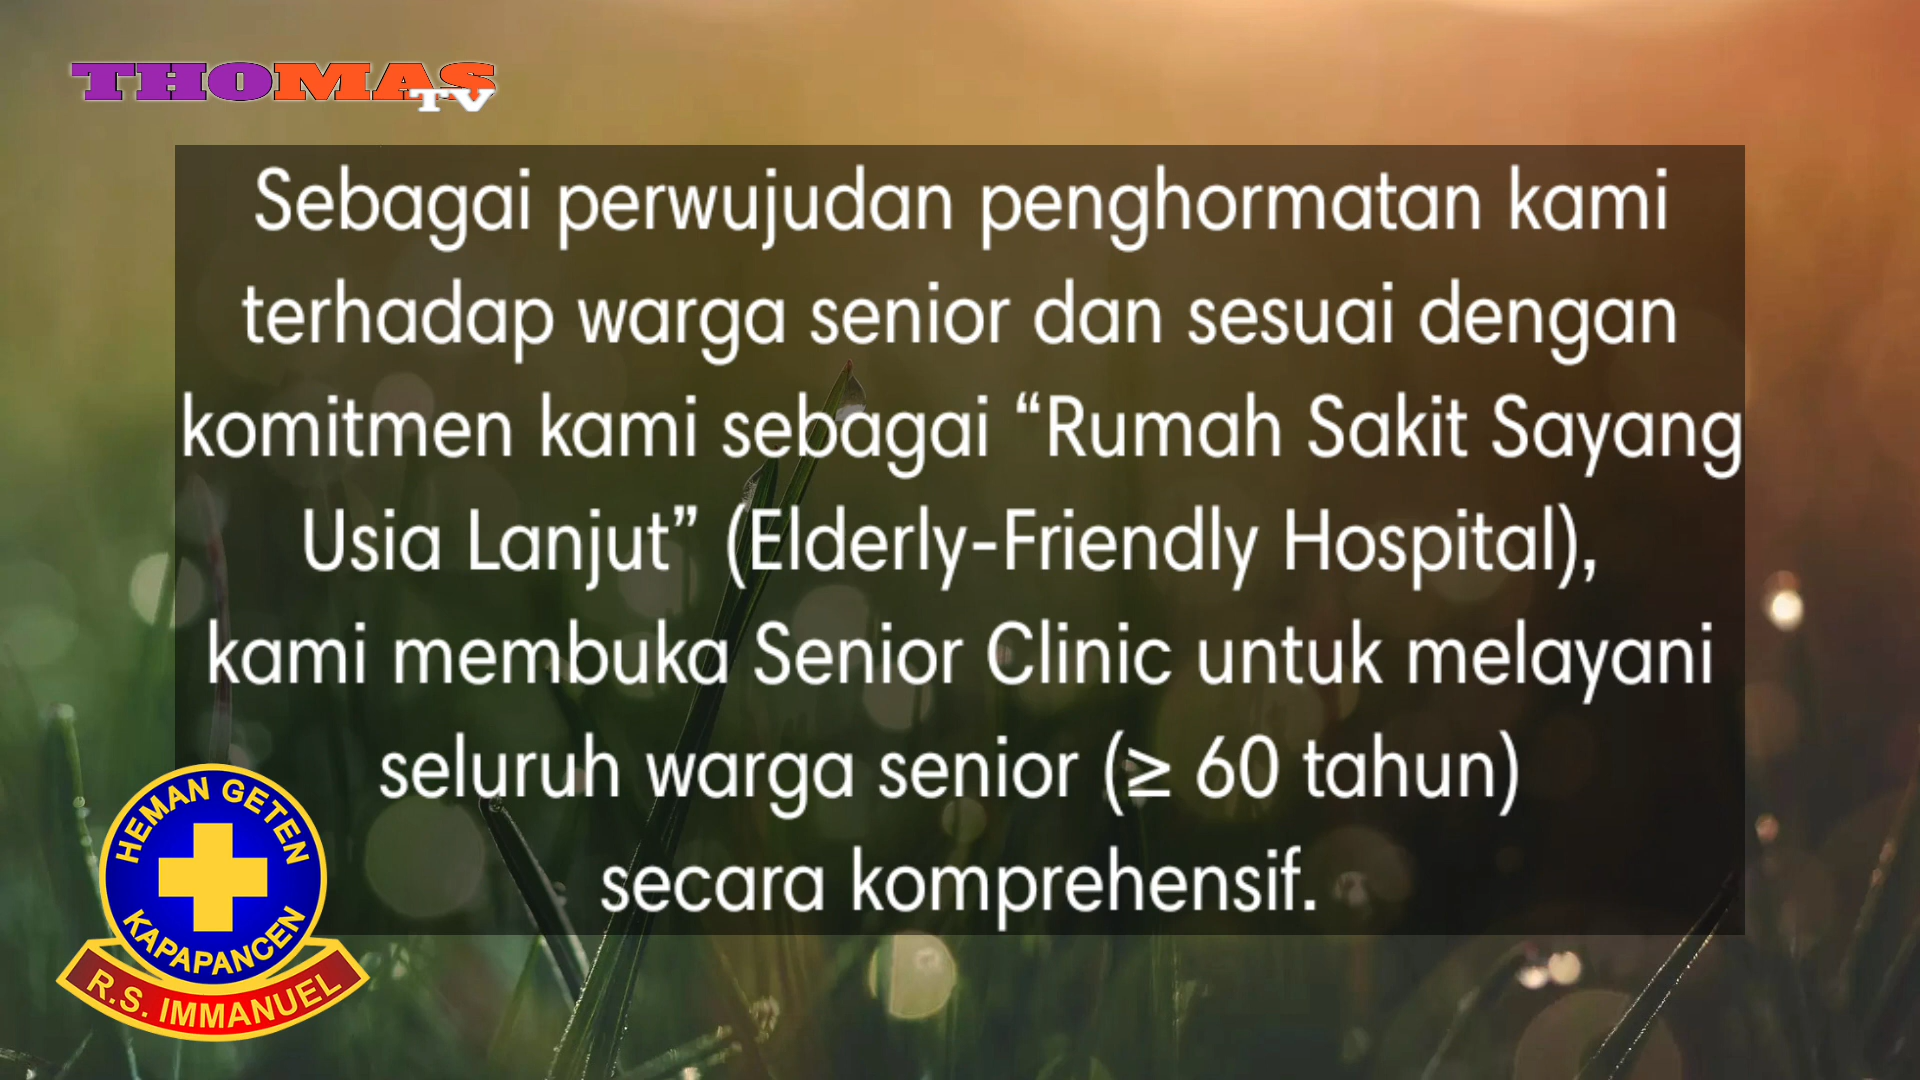 THOMAS
TV
Sebagai perwujudan penghormatan kami
terhadap warga senior dan sesuai dengan
komitmen kami sebagai “Rumah Sakit Sayang
Usia Lanjut” (Elderly-Friendly Hospital),
kami membuka Senior Clinic untuk melayani
seluruh warga senior (≥ 60 tahun)
secara komprehensif.
HEMAN GETEN
KAPAPANCEN
R.S. IMMANUEL